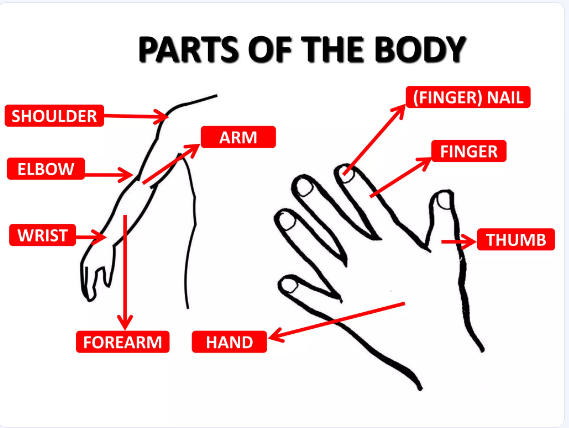 PARTS OF THE BODY
SHOULDER
ARM
ELBOW
WRIST
FOREARM
(FINGER) NAIL
FINGER
THUMB
HAND